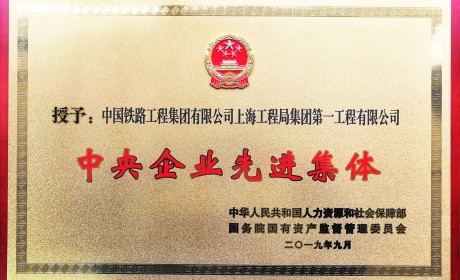 授予：中国铁路工程集团有限公司上海工程局集团第一工程有限公司
中央企业先进集体
中华人民共和国人力资源和社会保障部
国务院国有资产监督管理委员会
二〇一九年九月